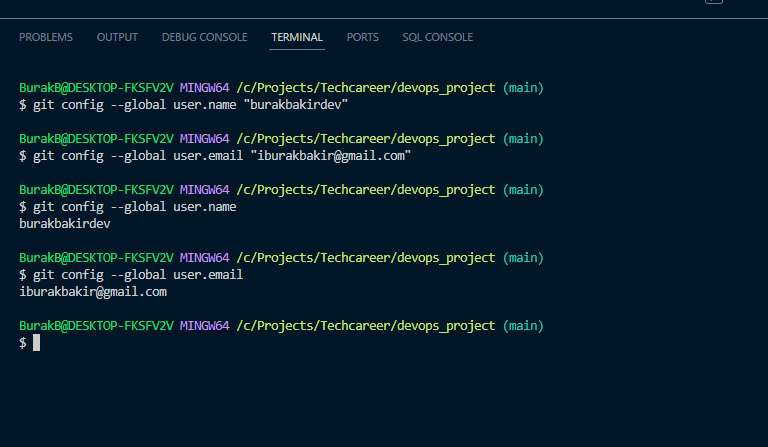 PROBLEMS OUTPUT DEBUG CONSOLE TERMINAL PORTS SQL CONSOLE
BurakB@DESKTOP-FKSFV2V MINGW64 /c/Projects/Techcareer/devops_project (main)
$ git config --global user.name "burakbakirdev"
BurakB@DESKTOP-FKSFV2V MINGW64 /c/Projects/Techcareer/devops_project (main)
$ git config --global user.email "iburakbakir@gmail.com"
BurakB@DESKTOP-FKSFV2V MINGW64 /c/Projects/Techcareer/devops_project (main)
$ git config --global user.name
burakbakirdev
BurakB@DESKTOP-FKSFV2V MINGW64 /c/Projects/Techcareer/devops_project (main)
$ git config --global user.email
iburakbakir@gmail.com
BurakB@DESKTOP-FKSFV2V MINGW64 /c/Projects/Techcareer/devops_project (main)
$